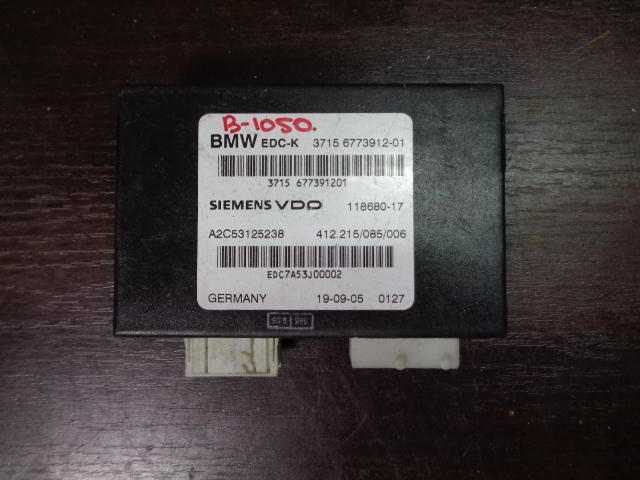 B-1050.
BMW EDC-K 3715 6773912-01
3715 677391201
SIEMENS VDO 118680-17
A2C53125238 412.215/085/006
EDC7A53J00002
GERMANY 19-09-05 0127